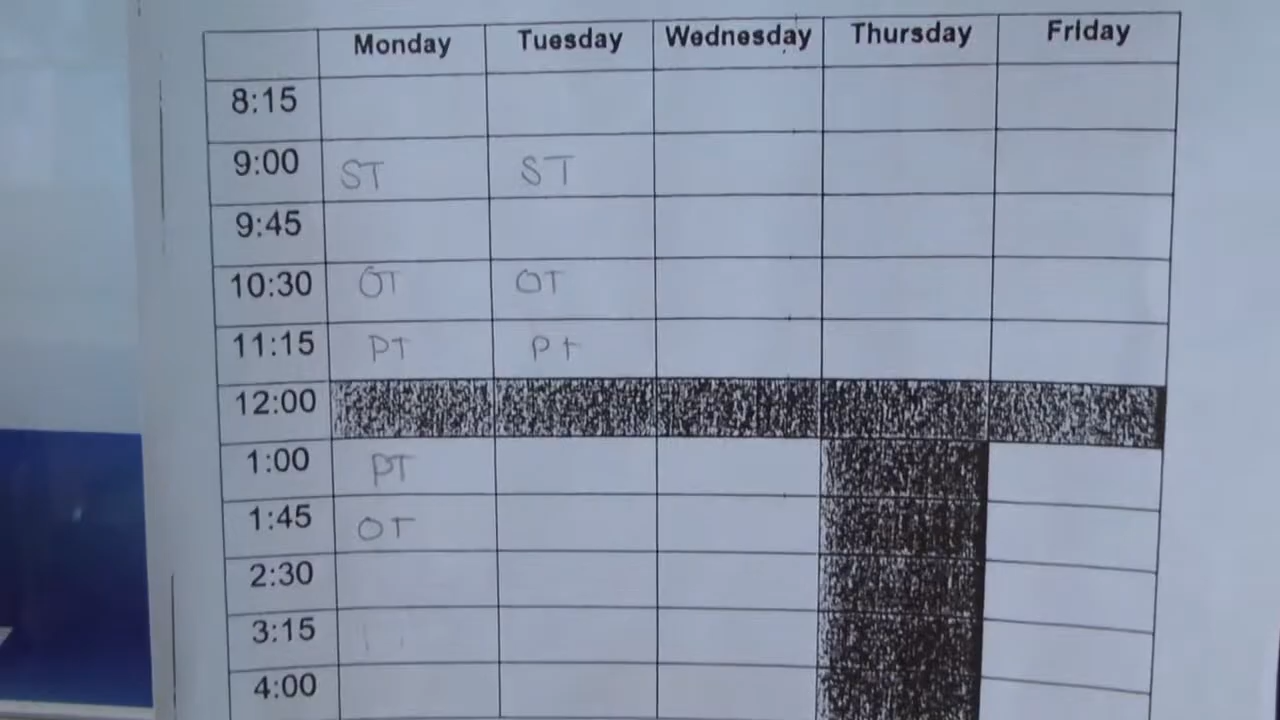 Monday Tuesday Wednesday Thursday Friday
8:15
9:00 ST ST
9:45
10:30 OT OT
11:15 PT Pt
12:00
1:00 PT
1:45 OT
2:30
3:15
4:00